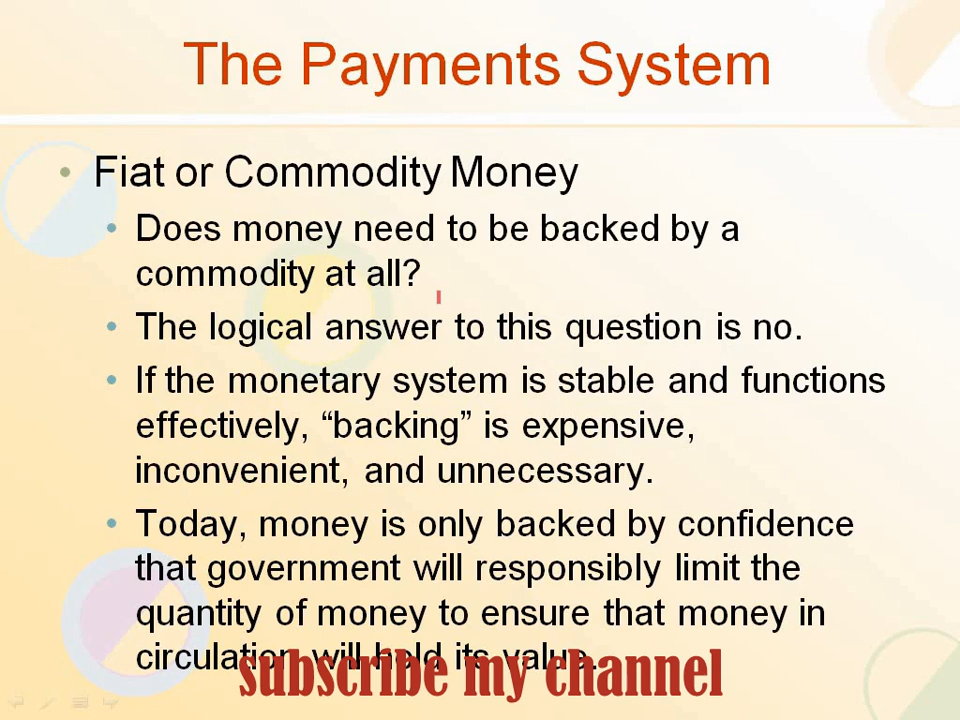 The Payments System
• Fiat or Commodity Money
• Does money need to be backed by a
commodity at all?
• The logical answer to this question is no.
• If the monetary system is stable and functions
effectively, “backing” is expensive,
inconvenient, and unnecessary.
• Today, money is only backed by confidence
that government will responsibly limit the
quantity of money to ensure that money in
circulation will hold its value.
subscribe my channel